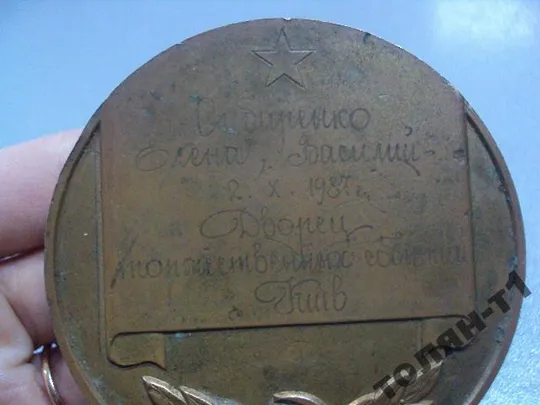 Елена, Василий
2. X. 1987 г.
Дворец
торжественных событий
г. Киев
ТОЛЯН-Т1